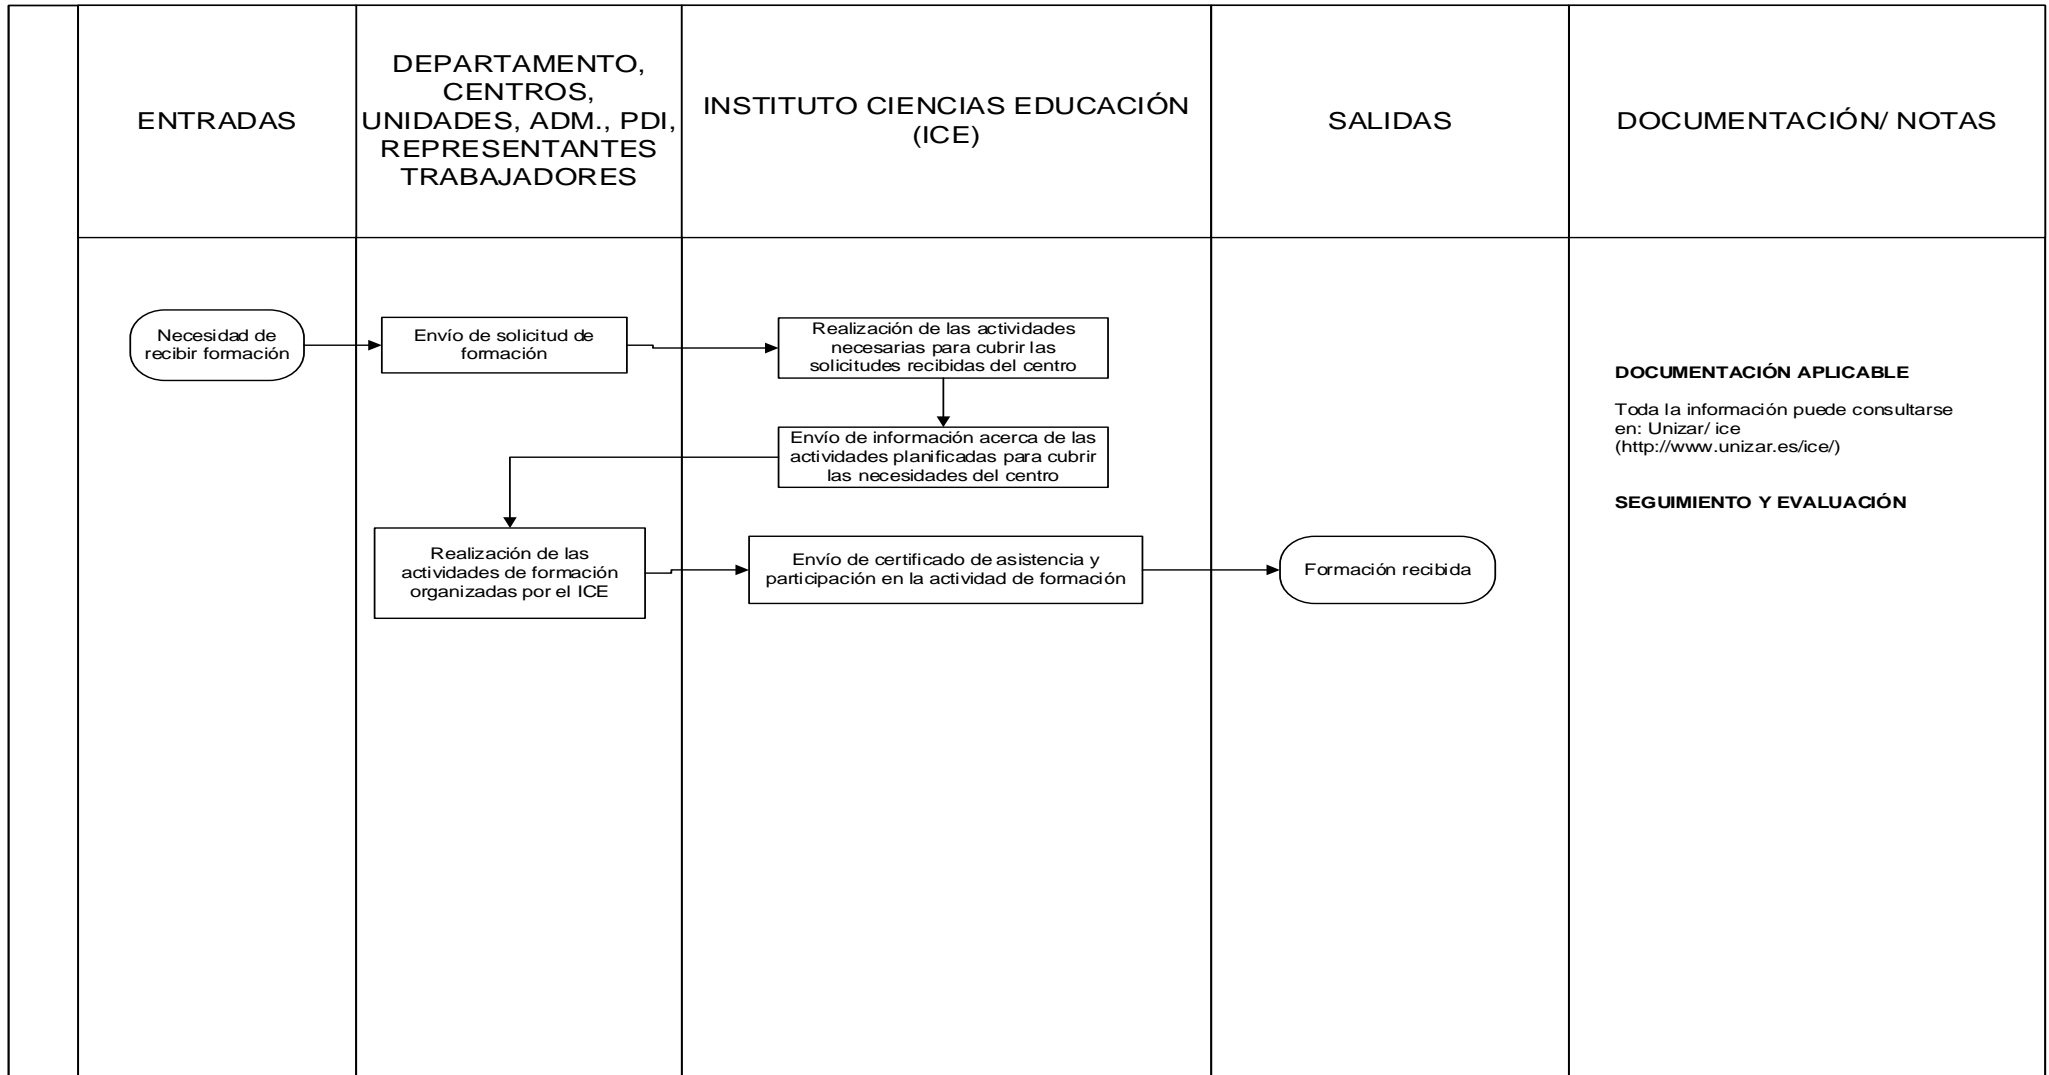 ENTRADAS
DEPARTAMENTO,
CENTROS,
UNIDADES, ADM., PDI,
REPRESENTANTES
TRABAJADORES
INSTITUTO CIENCIAS EDUCACIÓN
(ICE)
SALIDAS
DOCUMENTACIÓN/ NOTAS
Necesidad de
recibir formación
Envío de solicitud de
formación
Realización de las actividades
necesarias para cubrir las
solicitudes recibidas del centro
Envío de información acerca de las
actividades planificadas para cubrir
las necesidades del centro
Realización de las
actividades de formación
organizadas por el ICE
Envío de certificado de asistencia y
participación en la actividad de formación
Formación recibida
DOCUMENTACIÓN APLICABLE
Toda la información puede consultarse
en: Unizar/ ice
(http://www.unizar.es/ice/)
SEGUIMIENTO Y EVALUACIÓN